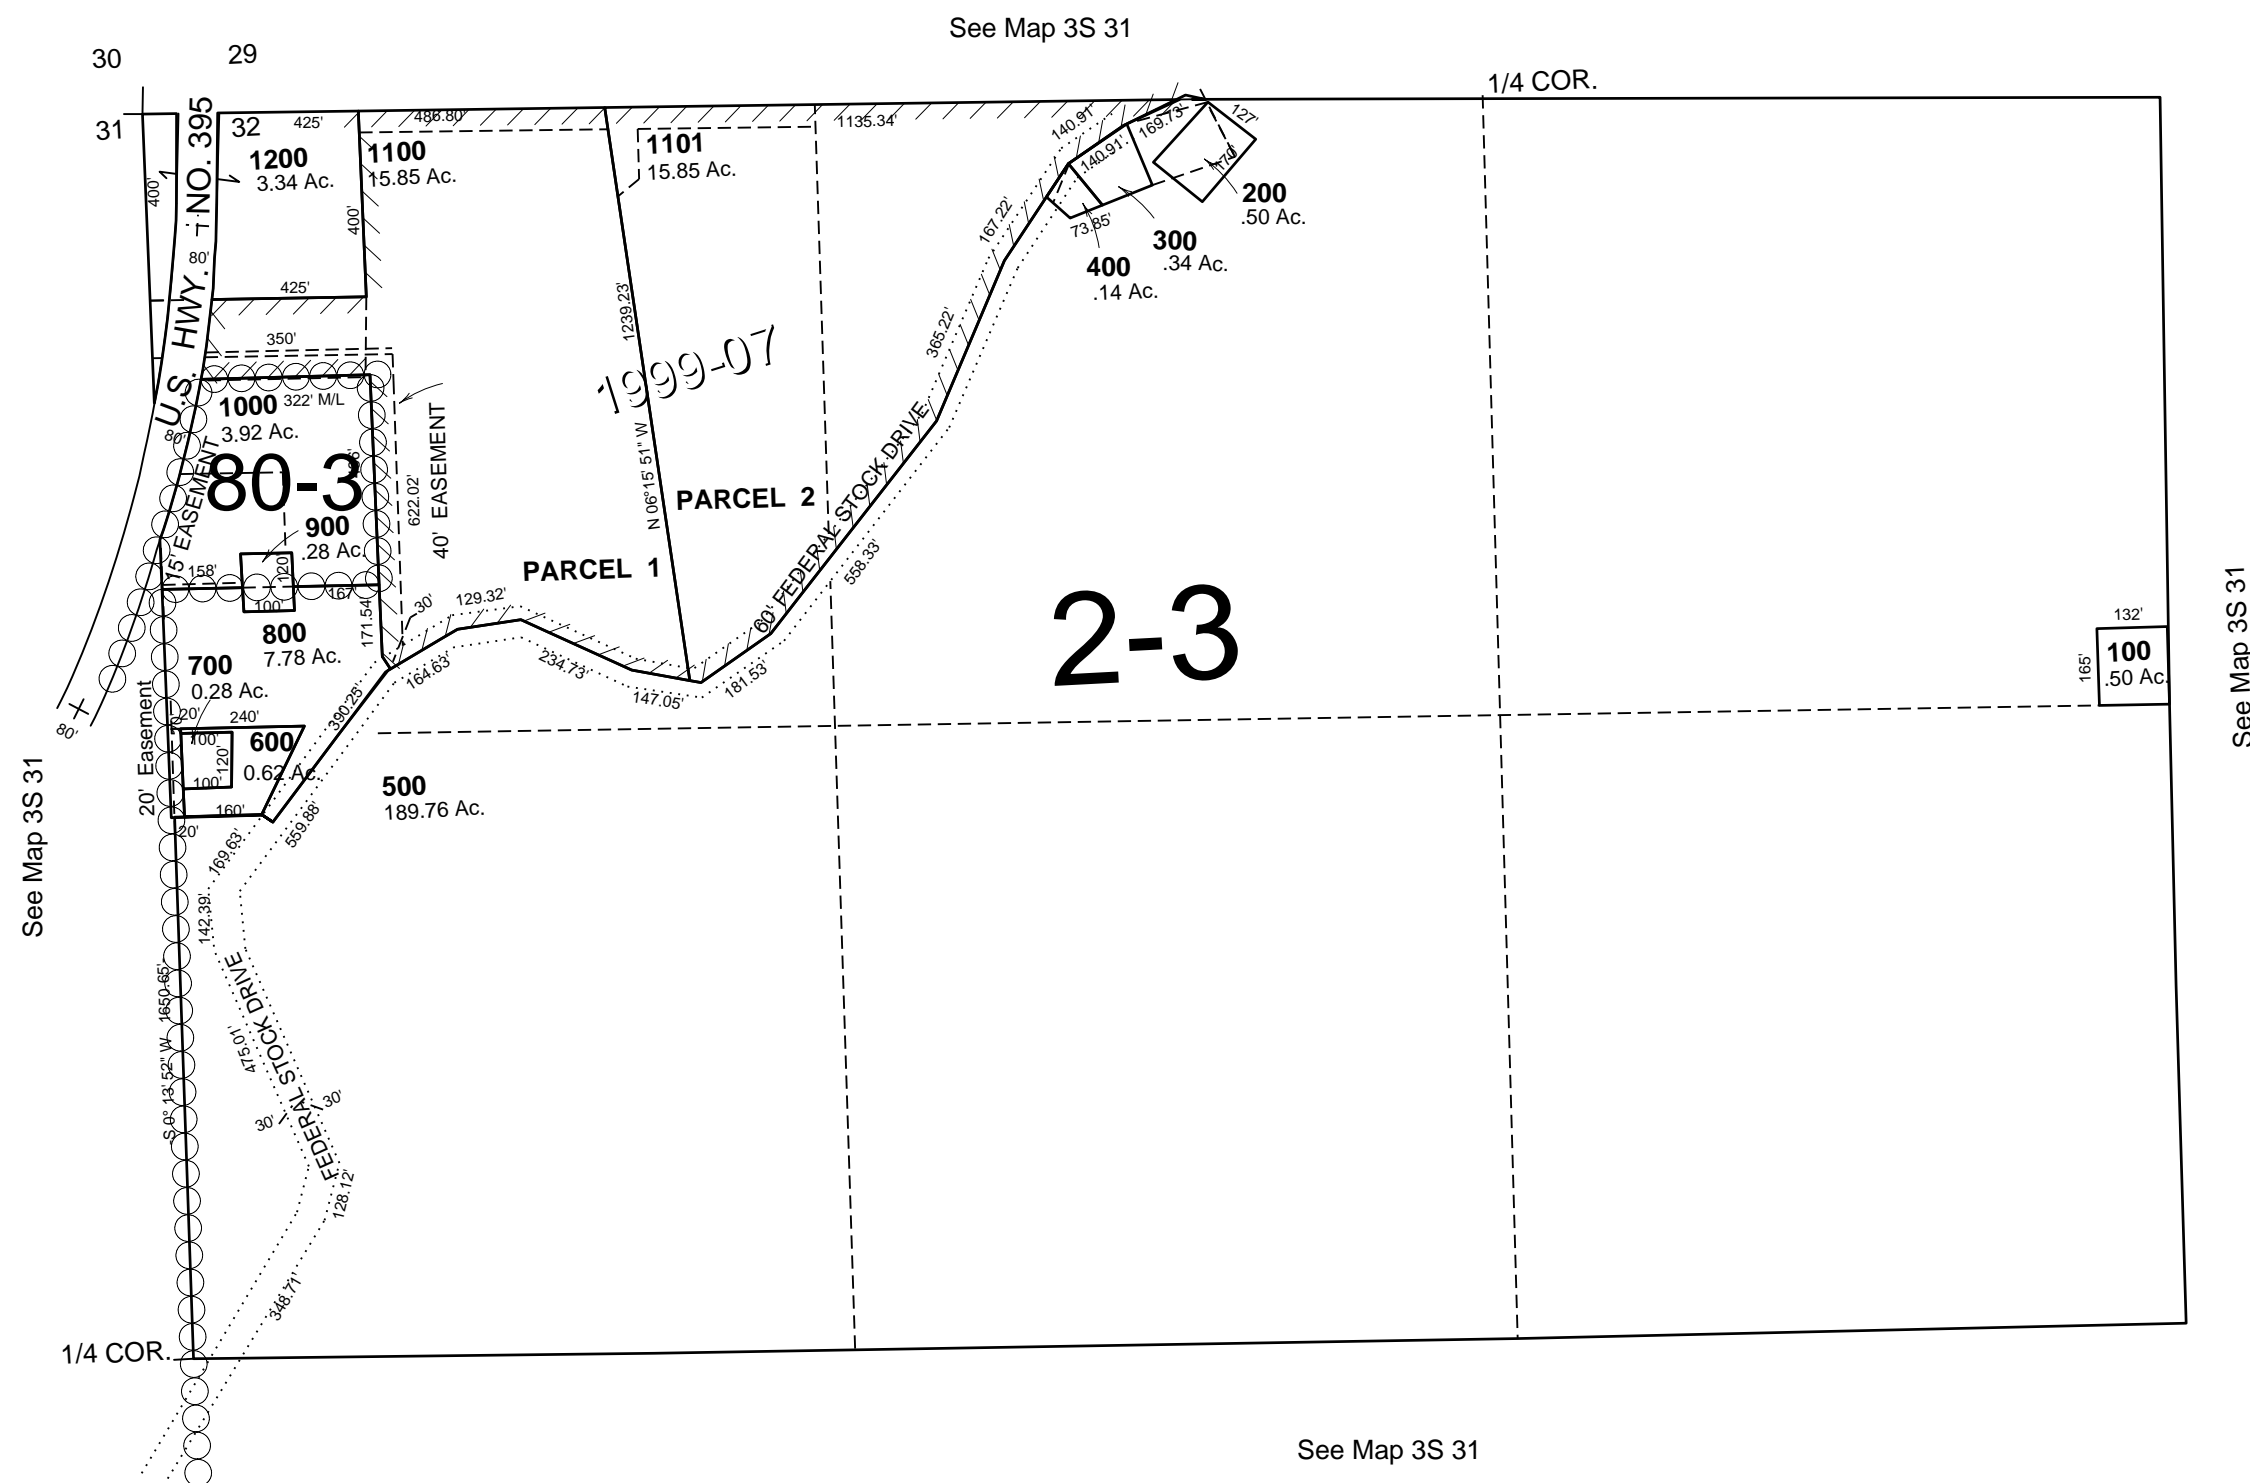 See Map 3S 31
30
29
31
32
1/4 COR.
U.S. HWY. NO. 395
80'
400'
425'
1200
3.34 Ac.
400'
425'
486.80'
1100
15.85 Ac.
1101
15.85 Ac.
1135.34'
140.91'
140.91'
169.73'
127'
170'
200
.50 Ac.
300
.34 Ac.
400
.14 Ac.
73.85'
167.22'
365.22'
350'
1239.23'
1999-07
N 06°15' 51" W
1000
322' M/L
3.92 Ac.
80'
15' EASEMENT
80-3
622.02'
40' EASEMENT
900
.28 Ac.
158'
120'
100'
167'
PARCEL 2
PARCEL 1
60' FEDERAL STOCK DRIVE
558.33'
2-3
171.54'
30'
129.32'
164.63'
234.73'
147.05'
181.53'
800
7.78 Ac.
700
0.28 Ac.
20'
240'
100'
120'
100'
600
0.62 Ac.
160'
20'
20' Easement
390.25'
559.88'
500
189.76 Ac.
132'
165'
100
.50 Ac.
See Map 3S 31
See Map 3S 31
80'
169.63'
142.39'
S 0° 13' 52" W 1650.65'
FEDERAL STOCK DRIVE
475.01'
30'
30'
128.12'
348.71'
1/4 COR.
See Map 3S 31